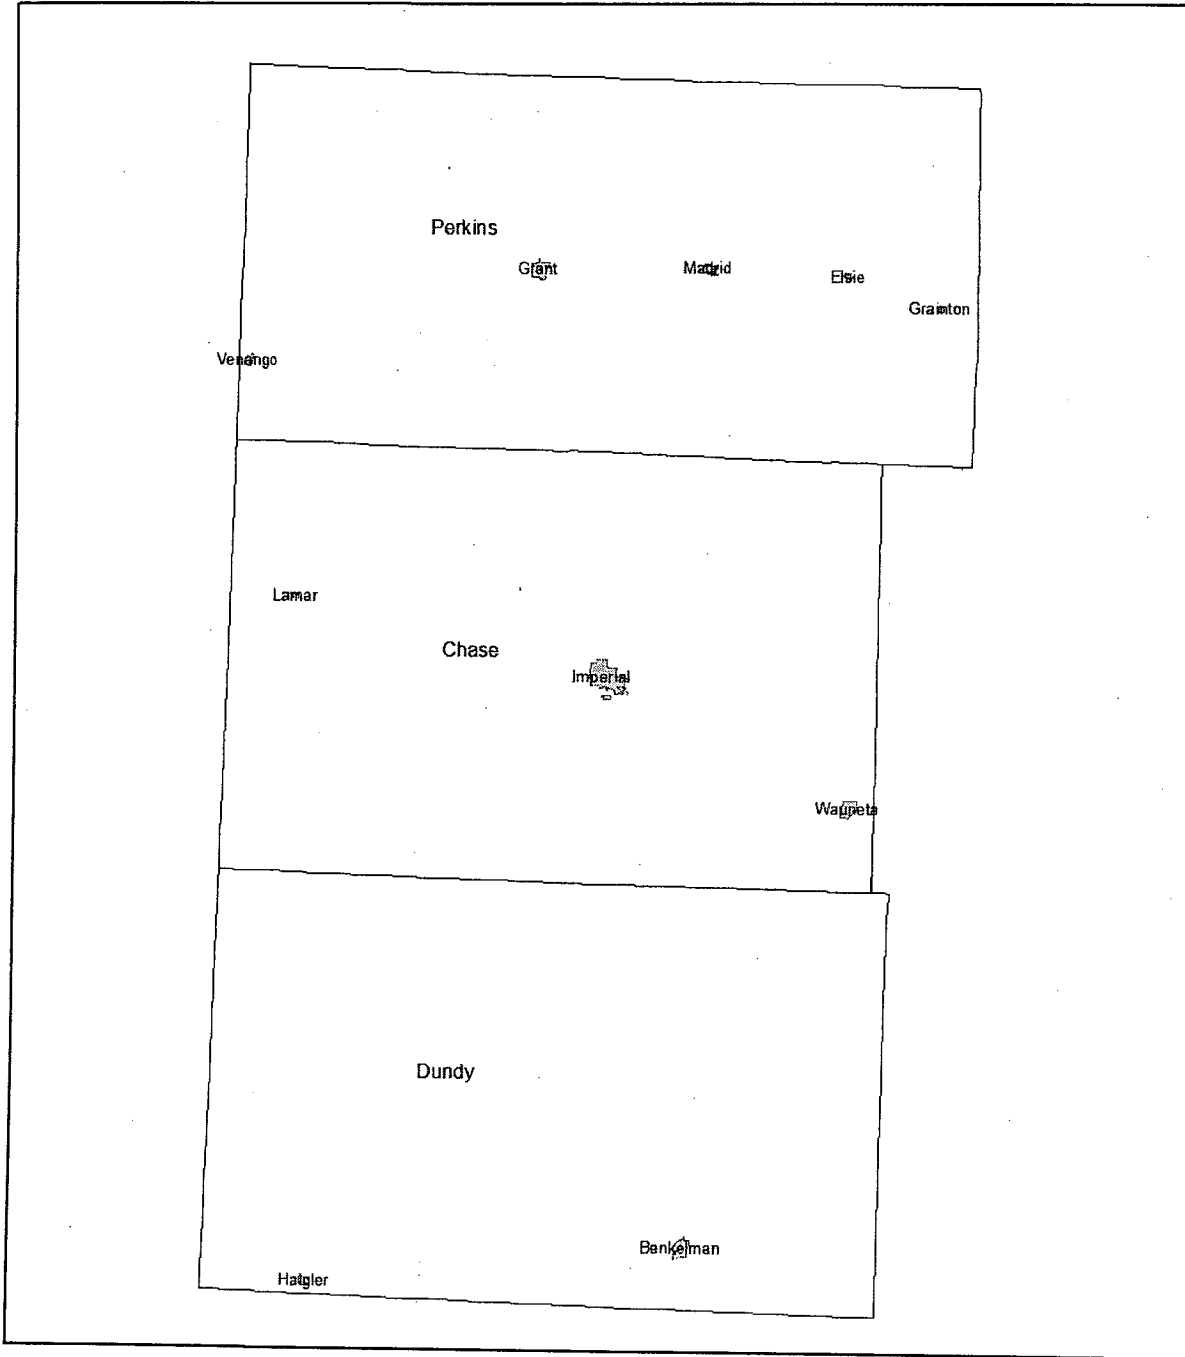 Perkins
Grant
Madrid
Elsie
Grainton
Venango
Lamar
Chase
Imperial
Wauneta
Dundy
Benkelman
Haigler